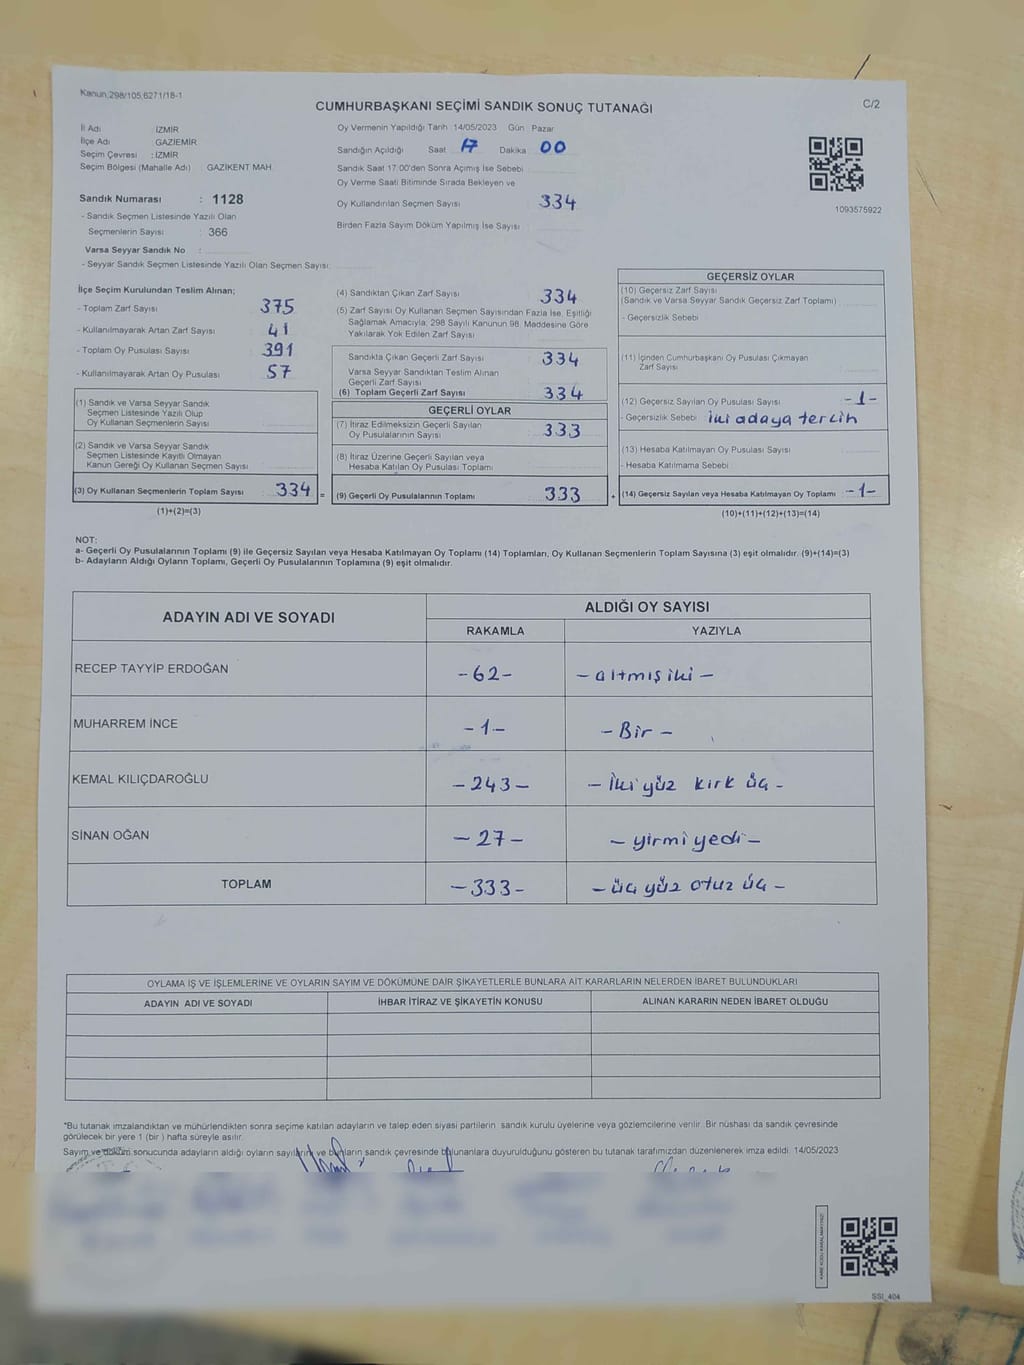 Kanun;298/105,6271/18-1
CUMHURBAŞKANI SEÇİMİ SANDIK SONUÇ TUTANAĞI
C/2
İl Adı : İZMİR
İlçe Adı : GAZİEMİR
Seçim Çevresi : İZMİR
Seçim Bölgesi (Mahalle Adı) : GAZİKENT MAH.
Oy Vermenin Yapıldığı Tarih :14/05/2023 Gün : Pazar
Sandığın Açıldığı Saat 17 Dakika 00
Sandık Saat 17:00'den Sonra Açmış İse Sebebi
Oy Verme Saati Bitiminde Sırada Bekleyen ve
Oy Kullandırılan Seçmen Sayısı 334
Birden Fazla Sayım Döküm Yapılmış İse Sayısı
1093575922
Sandık Numarası : 1128
- Sandık Seçmen Listesinde Yazılı Olan
Seçmenlerin Sayısı : 366
Varsa Seyyar Sandık No :
- Seyyar Sandık Seçmen Listesinde Yazılı Olan Seçmen Sayısı:
İlçe Seçim Kurulundan Teslim Alınan;
- Toplam Zarf Sayısı 375
- Kullanılmayarak Artan Zarf Sayısı 41
- Toplam Oy Pusulası Sayısı 391
- Kullanılmayarak Artan Oy Pusulası 57
(1) Sandık ve Varsa Seyyar Sandık
Seçmen Listesinde Yazılı Olup
Oy Kullanan Seçmenlerin Sayısı
(2) Sandık ve Varsa Seyyar Sandık
Seçmen Listesinde Kayıtlı Olmayan
Kanun Gereği Oy Kullanan Seçmen Sayısı
(3) Oy Kullanan Seçmenlerin Toplam Sayısı 334 =
(1)+(2)=(3)
(4) Sandıktan Çıkan Zarf Sayısı 334
(5) Zarf Sayısı Oy Kullanan Seçmen Sayısından Fazla İse, Eşitliği
Sağlamak Amacıyla; 298 Sayılı Kanunun 98. Maddesine Göre
Yakılarak Yok Edilen Zarf Sayısı
Sandıkta Çıkan Geçerli Zarf Sayısı 334
Varsa Seyyar Sandıktan Teslim Alınan
Geçerli Zarf Sayısı
(6) Toplam Geçerli Zarf Sayısı 334
GEÇERLİ OYLAR
(7) İtiraz Edilmeksizin Geçerli Sayılan
Oy Pusulalarının Sayısı 333
(8) İtiraz Üzerine Geçerli Sayılan veya
Hesaba Katılan Oy Pusulası Toplamı
(9) Geçerli Oy Pusulalarının Toplamı 333 +
GEÇERSİZ OYLAR
(10) Geçersiz Zarf Sayısı
(Sandık ve Varsa Seyyar Sandık Geçersiz Zarf Toplamı)
- Geçersizlik Sebebi
(11) İçinden Cumhurbaşkanı Oy Pusulası Çıkmayan
Zarf Sayısı
(12) Geçersiz Sayılan Oy Pusulası Sayısı -1-
- Geçersizlik Sebebi iki adaya tercih
(13) Hesaba Katılmayan Oy Pusulası Sayısı
- Hesaba Katılmama Sebebi
(14) Geçersiz Sayılan veya Hesaba Katılmayan Oy Toplamı -1-
(10)+(11)+(12)+(13)=(14)
NOT:
a- Geçerli Oy Pusulalarının Toplamı (9) ile Geçersiz Sayılan veya Hesaba Katılmayan Oy Toplamı (14) Toplamları, Oy Kullanan Seçmenlerin Toplam Sayısına (3) eşit olmalıdır. (9)+(14)=(3)
b- Adayların Aldığı Oyların Toplamı, Geçerli Oy Pusulalarının Toplamına (9) eşit olmalıdır.
ADAYIN ADI VE SOYADI
ALDIĞI OY SAYISI
RAKAMLA YAZIYLA
RECEP TAYYİP ERDOĞAN -62- -altmış iki-
MUHARREM İNCE -1- -Bir-
KEMAL KILIÇDAROĞLU -243- -İki yüz kırk üç-
SİNAN OĞAN -27- -yirmi yedi-
TOPLAM -333- -üç yüz otuz üç-
OYLAMA İŞ VE İŞLEMLERİNE VE OYLARIN SAYIM VE DÖKÜMÜNE DAİR ŞİKAYETLERLE BUNLARA AİT KARARLARIN NELERDEN İBARET BULUNDUKLARI
ADAYIN ADI VE SOYADI İHBAR İTİRAZ VE ŞİKAYETİN KONUSU ALINAN KARARIN NEDEN İBARET OLDUĞU
*Bu tutanak imzalandıktan ve mühürlendikten sonra seçime katılan adayların ve talep eden siyasi partilerin sandık kurulu üyelerine veya gözlemcilerine verilir. Bir nüshası da sandık çevresinde
görülecek bir yere 1 (bir ) hafta süreyle asılır.
Sayım ve döküm sonucunda adayların aldığı oyların sayıları ve bunların sandık çevresinde bulunanlara duyurulduğunu gösteren bu tutanak tarafımızdan düzenlenerek imza edildi. 14/05/2023
KARE KODU KARALAMAYINIZ!
SSI_404